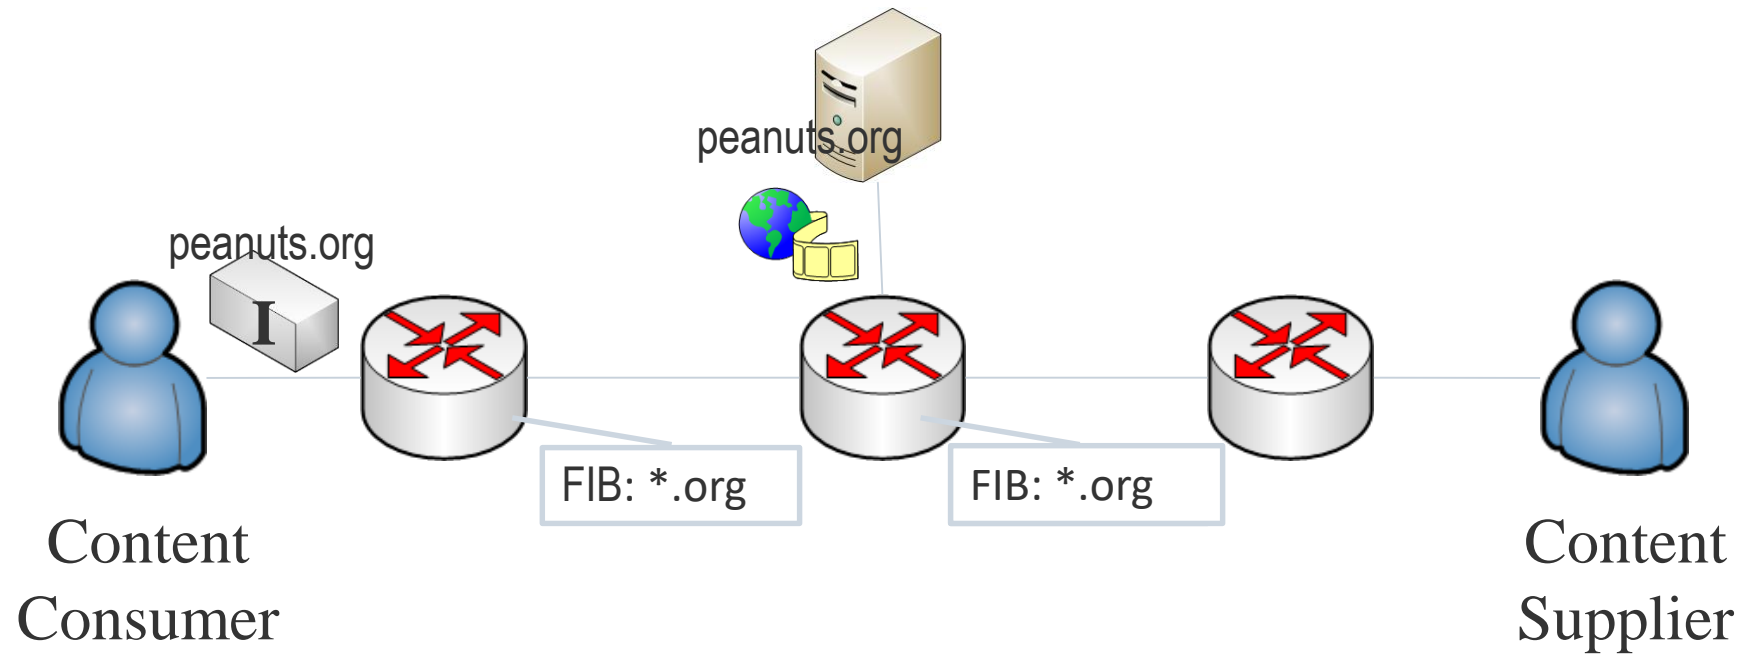 peanuts.org
peanuts.org
I
FIB: *.org
FIB: *.org
Content
Consumer
Content
Supplier